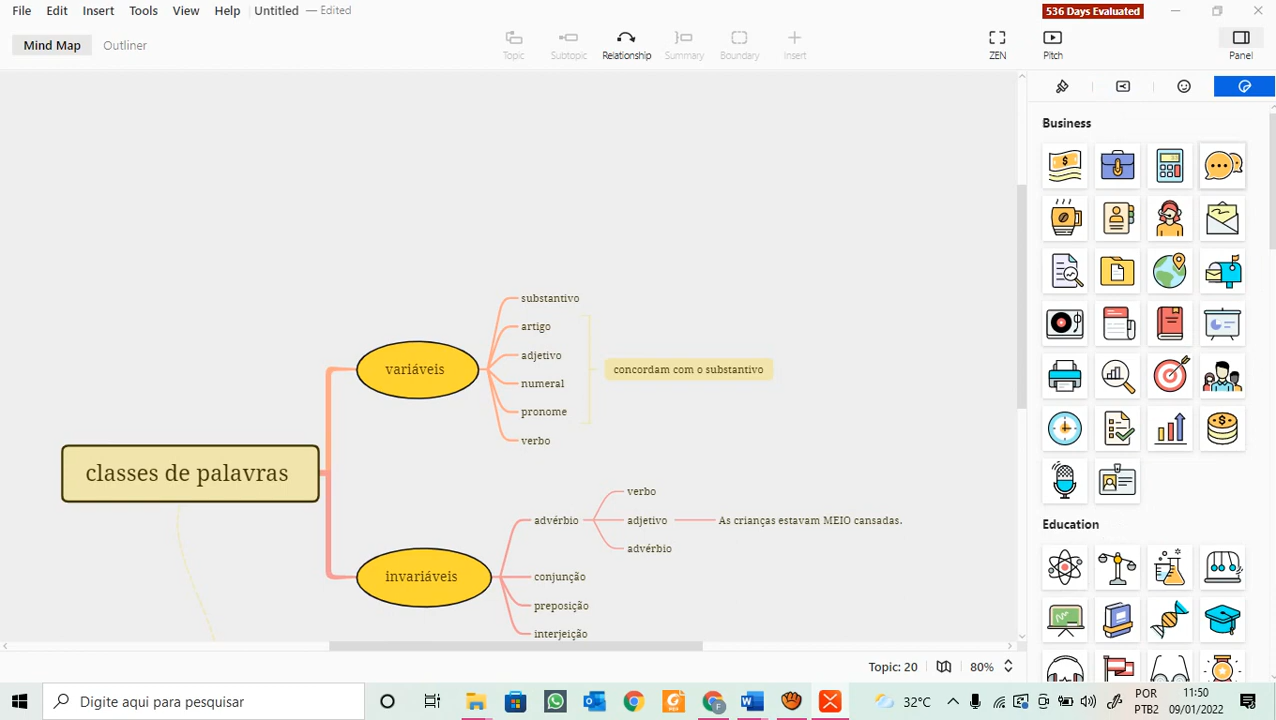 File Edit Insert Tools View Help Untitled — Edited
536 Days Evaluated
Mind Map Outliner
Topic Subtopic Relationship Summary Boundary Insert
ZEN Pitch Panel
Business
substantivo
artigo
adjetivo
numeral
pronome
verbo
variáveis
concordam com o substantivo
classes de palavras
invariáveis
advérbio
verbo
adjetivo
As crianças estavam MEIO cansadas.
advérbio
conjunção
preposição
interjeição
Education
Topic: 20 80%
Digite aqui para pesquisar
32°C
POR
PTB2
11:50
09/01/2022